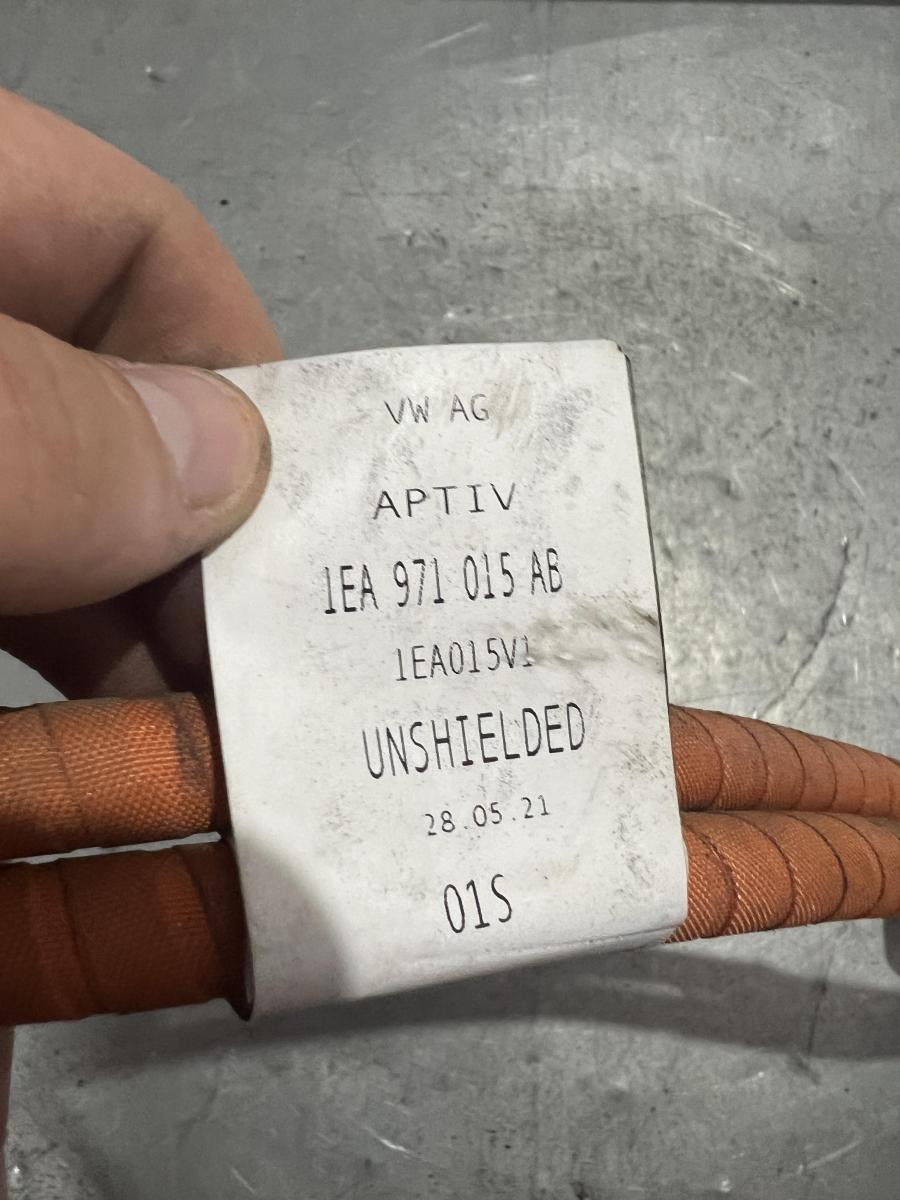 VW AG
APTIV
1EA 971 015 AB
1EA015V1
UNSHIELDED
28.05.21
01S